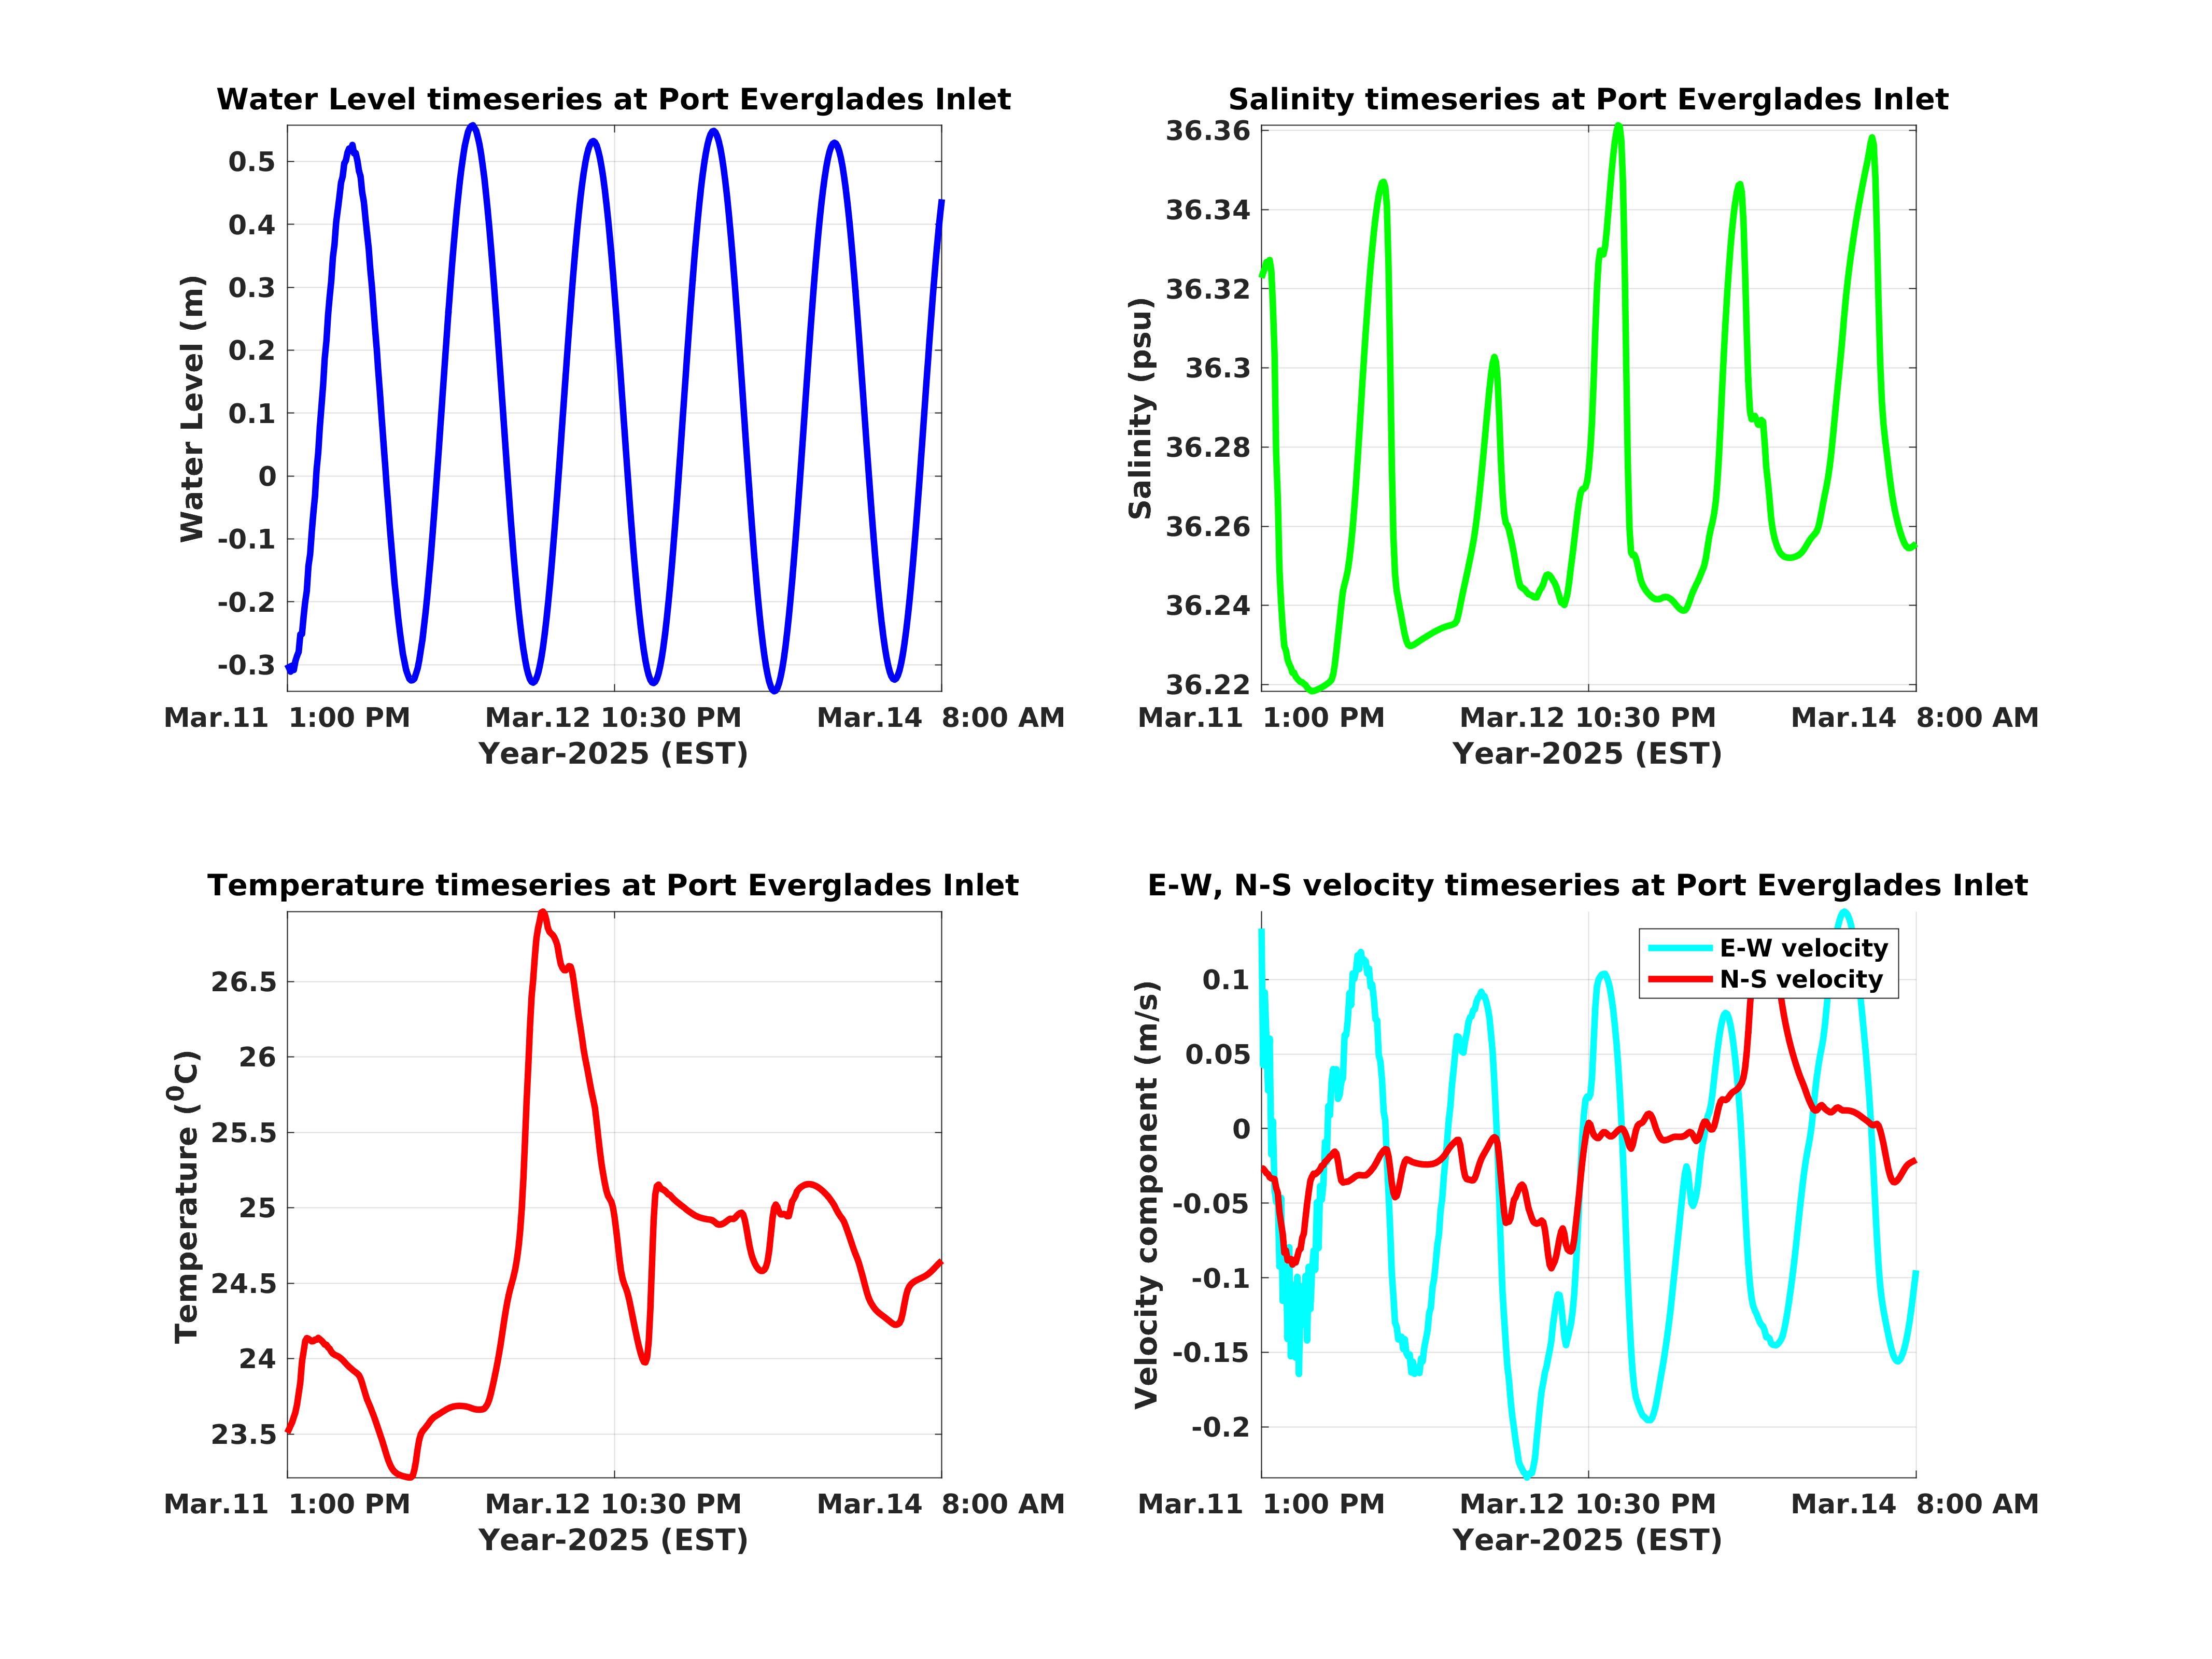 Water Level timeseries at Port Everglades Inlet
0.5
0.4
0.3
0.2
0.1
0
-0.1
-0.2
-0.3
Water Level (m)
Mar.11 1:00 PM
Mar.12 10:30 PM
Mar.14 8:00 AM
Year-2025 (EST)
Salinity timeseries at Port Everglades Inlet
36.36
36.34
36.32
36.3
36.28
36.26
36.24
36.22
Salinity (psu)
Mar.11 1:00 PM
Mar.12 10:30 PM
Mar.14 8:00 AM
Year-2025 (EST)
Temperature timeseries at Port Everglades Inlet
26.5
26
25.5
25
24.5
24
23.5
Temperature (⁰C)
Mar.11 1:00 PM
Mar.12 10:30 PM
Mar.14 8:00 AM
Year-2025 (EST)
E-W, N-S velocity timeseries at Port Everglades Inlet
E-W velocity
N-S velocity
0.1
0.05
0
-0.05
-0.1
-0.15
-0.2
Velocity component (m/s)
Mar.11 1:00 PM
Mar.12 10:30 PM
Mar.14 8:00 AM
Year-2025 (EST)